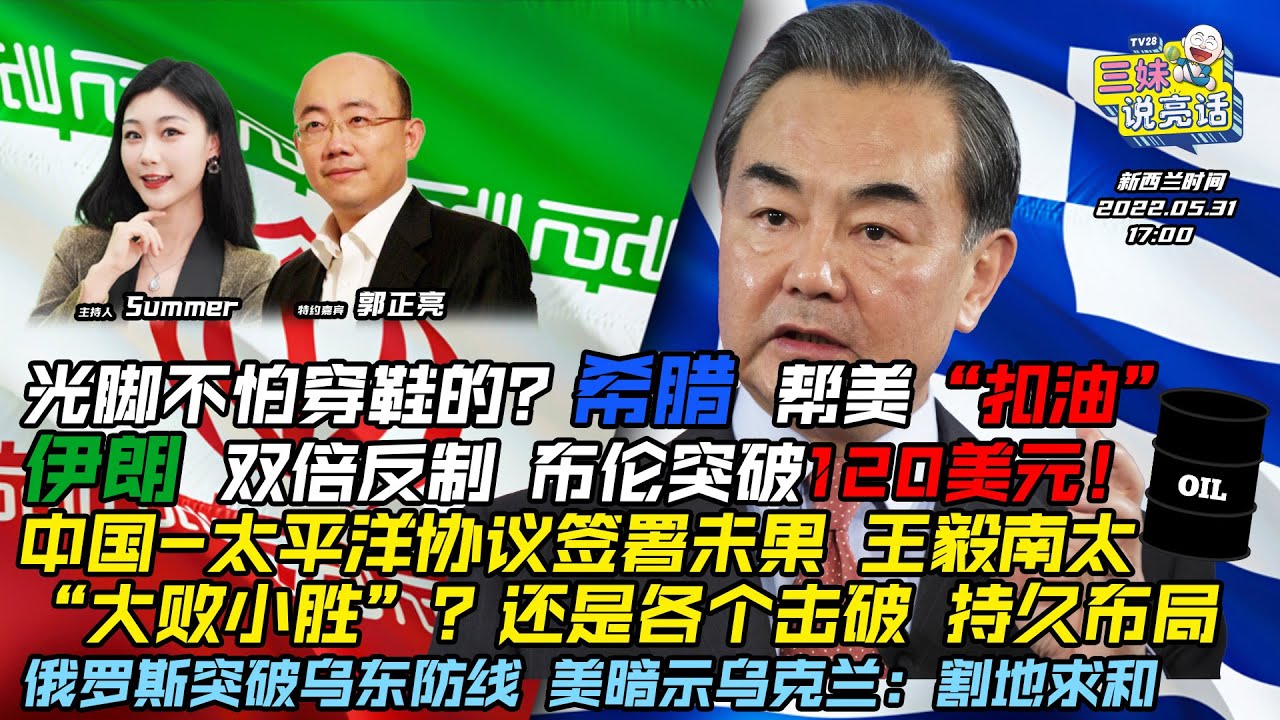 TV28
三妹
说亮话
新西兰时间
2022.05.31
17:00
主持人 Summer
特约嘉宾 郭正亮
光脚不怕穿鞋的？希腊 帮美“扣油”
伊朗 双倍反制 布伦突破120美元！
OIL
中国-太平洋协议签署未果 王毅南太
“大败小胜”？还是各个击破 持久布局
俄罗斯突破乌东防线 美暗示乌克兰：割地求和